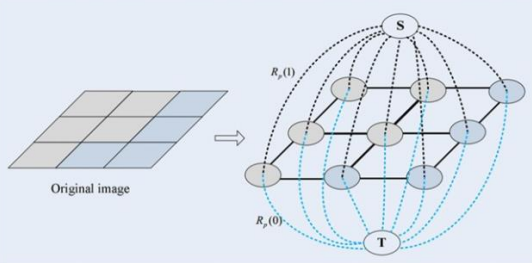 S
R_p(1)
Original image
R_p(0)
T